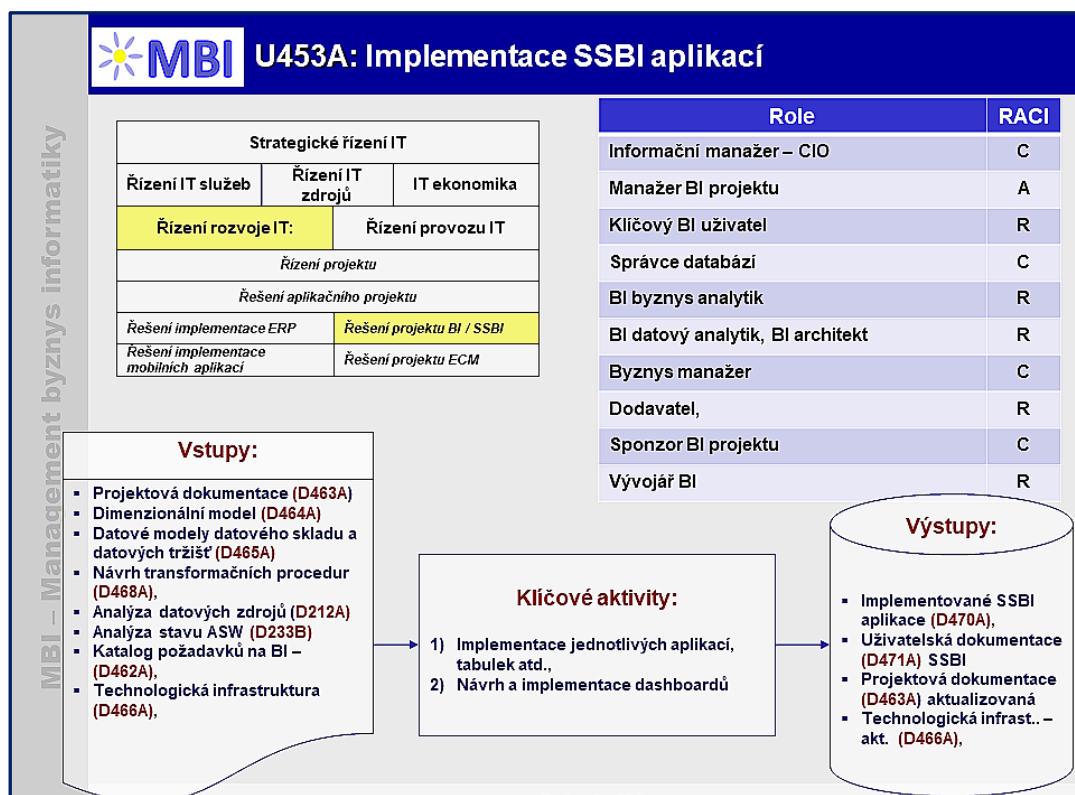 MBI U453A: Implementace SSBI aplikací
MBI – Management byznys informatiky
Strategické řízení IT
Řízení IT služeb
Řízení IT
zdrojů
IT ekonomika
Řízení rozvoje IT:
Řízení provozu IT
Řízení projektu
Řešení aplikačního projektu
Řešení implementace ERP
Řešení projektu BI / SSBI
Řešení implementace
mobilních aplikací
Řešení projektu ECM
Role RACI
Informační manažer – CIO C
Manažer BI projektu A
Klíčový BI uživatel R
Správce databází C
BI byznys analytik R
BI datový analytik, BI architekt R
Byznys manažer C
Dodavatel, R
Sponzor BI projektu C
Vývojář BI R
Vstupy:
▪ Projektová dokumentace (D463A)
▪ Dimenzionální model (D464A)
▪ Datové modely datového skladu a
datových tržišť (D465A)
▪ Návrh transformačních procedur
(D468A),
▪ Analýza datových zdrojů (D212A)
▪ Analýza stavu ASW (D233B)
▪ Katalog požadavků na BI –
(D462A),
▪ Technologická infrastruktura
(D466A),
Klíčové aktivity:
1) Implementace jednotlivých aplikací,
tabulek atd.,
2) Návrh a implementace dashboardů
Výstupy:
▪ Implementované SSBI
aplikace (D470A),
▪ Uživatelská dokumentace
(D471A) SSBI
▪ Projektová dokumentace
(D463A) aktualizovaná
▪ Technologická infrast.. –
akt. (D466A),